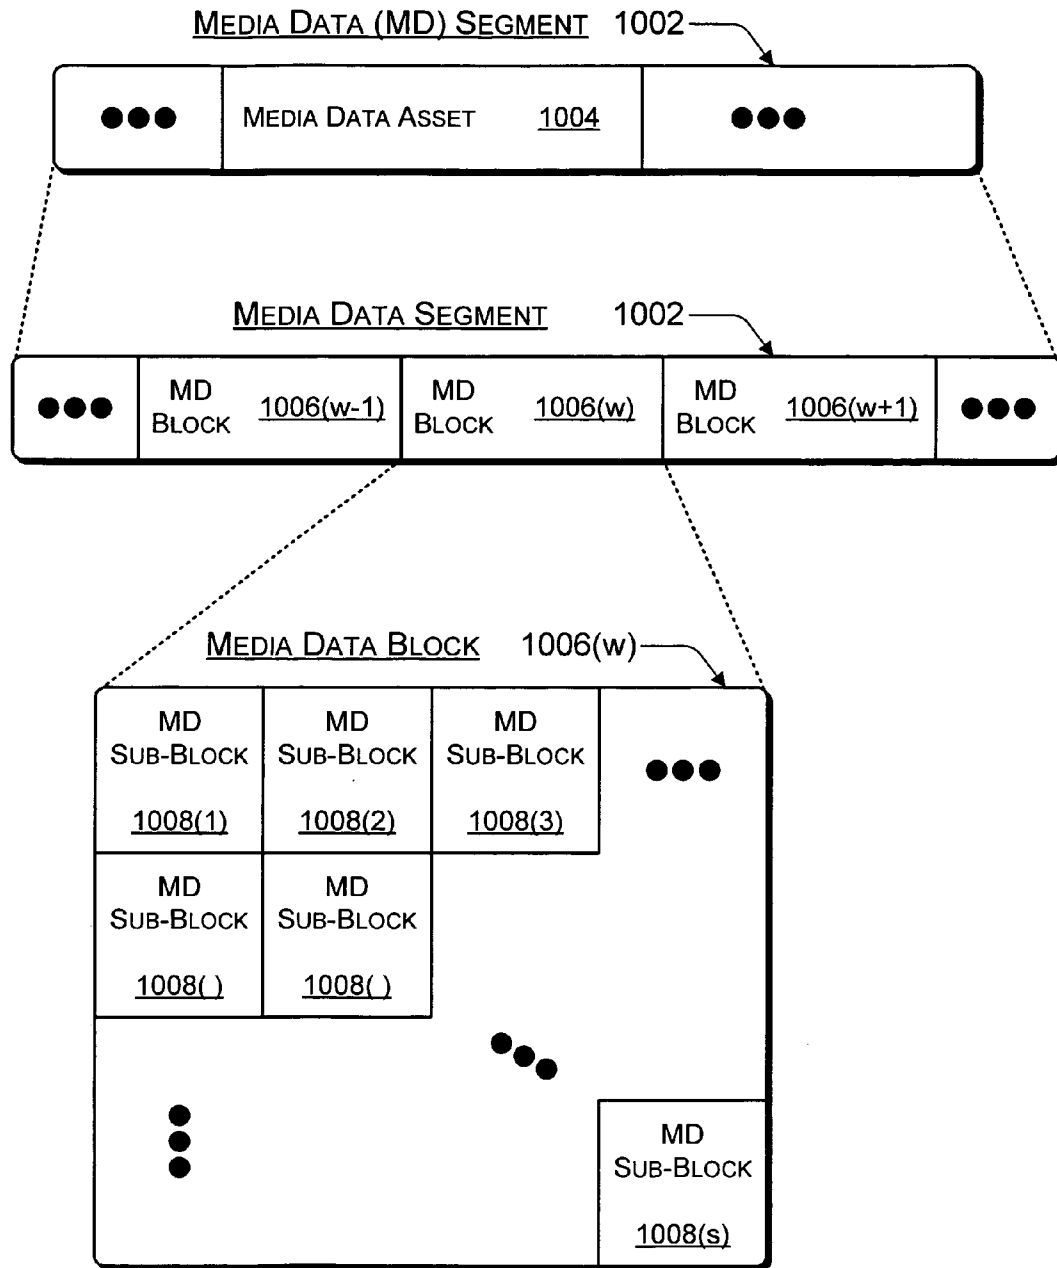 MEDIA DATA (MD) SEGMENT 1002
MEDIA DATA ASSET 1004
MEDIA DATA SEGMENT 1002
MD BLOCK 1006(w-1)
MD BLOCK 1006(w)
MD BLOCK 1006(w+1)
MEDIA DATA BLOCK 1006(w)
MD
SUB-BLOCK
1008(1)
MD
SUB-BLOCK
1008(2)
MD
SUB-BLOCK
1008(3)
MD
SUB-BLOCK
1008( )
MD
SUB-BLOCK
1008( )
MD
SUB-BLOCK
1008(s)